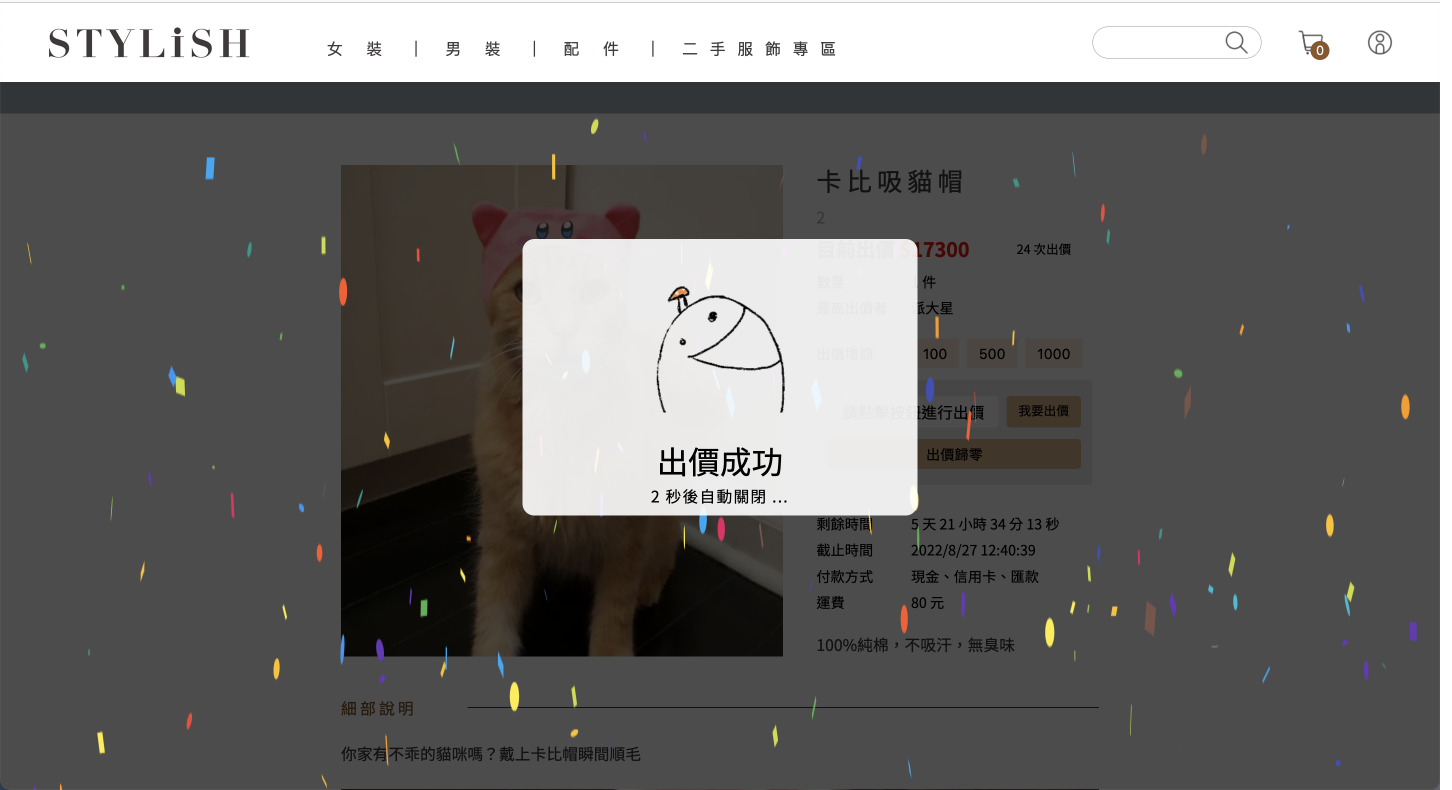 STYLiSH
女裝 | 男裝 | 配件 | 二手服飾專區
0
卡比吸貓帽
2
目前出價 $17300 24 次出價
數量 1 件
最高出價者 派大星
出價增額 100 500 1000
請點擊按鈕進行出價 我要出價
出價歸零
出價成功
2 秒後自動關閉 ...
剩餘時間 5 天 21 小時 34 分 13 秒
截止時間 2022/8/27 12:40:39
付款方式 現金、信用卡、匯款
運費 80 元
100%純棉，不吸汗，無臭味
細部說明
你家有不乖的貓咪嗎？戴上卡比帽瞬間順毛